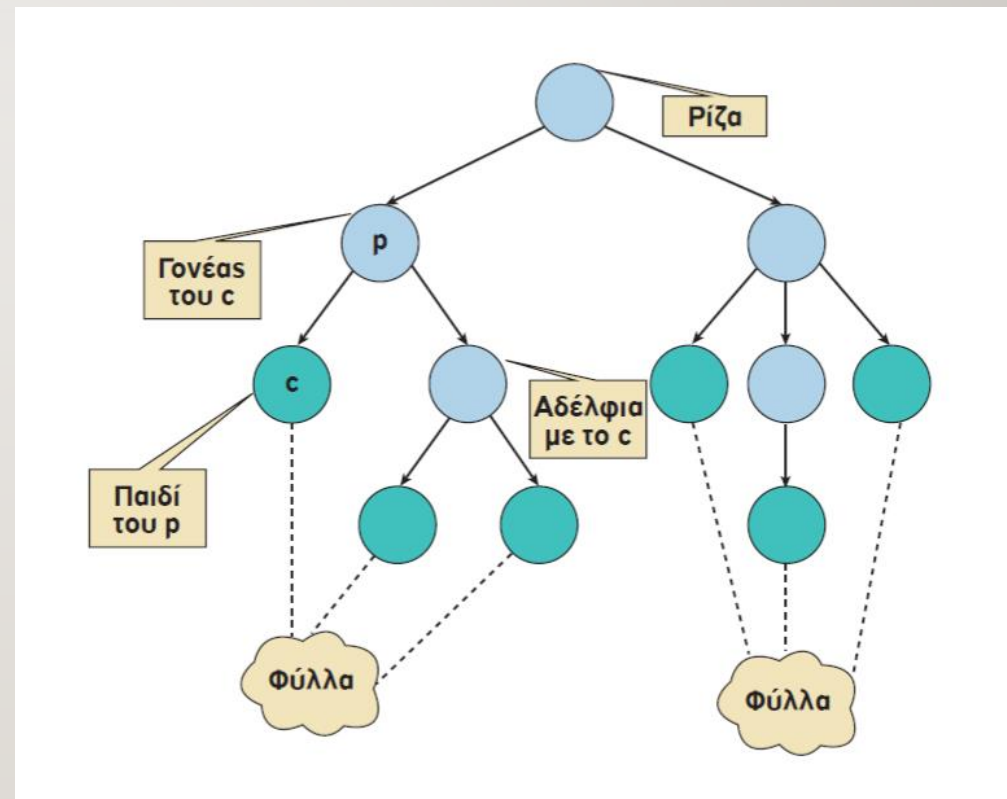 Ρίζα
p
Γονέας
του c
c
Αδέλφια
με το c
Παιδί
του p
Φύλλα
Φύλλα